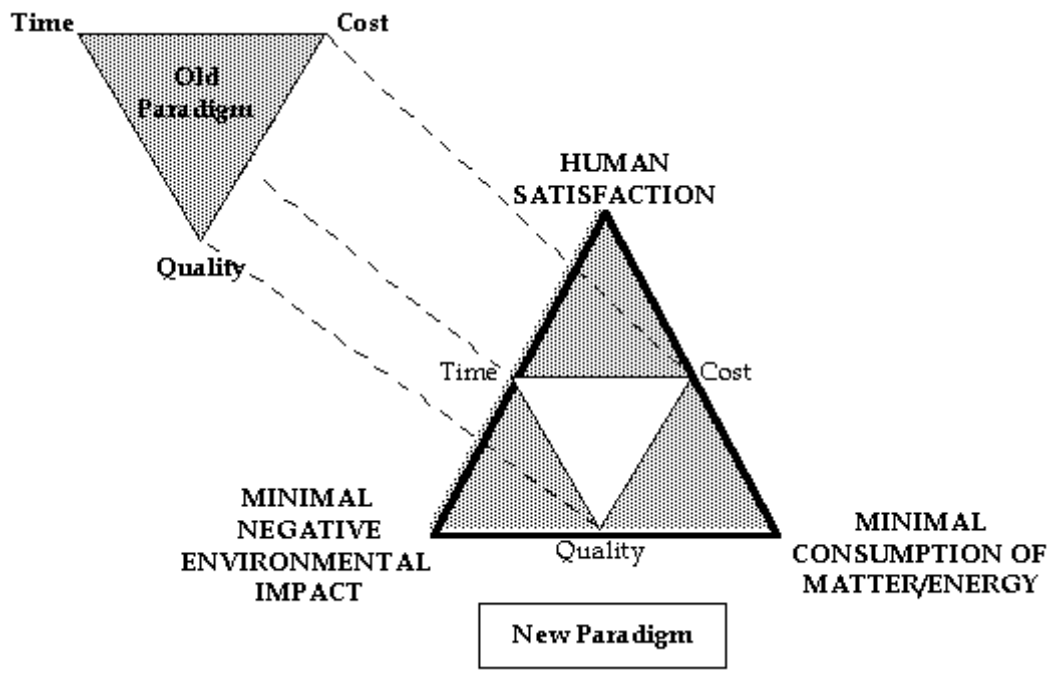 Time
Cost
Old
Paradigm
Quality
HUMAN
SATISFACTION
Time
Cost
Quality
MINIMAL
NEGATIVE
ENVIRONMENTAL
IMPACT
MINIMAL
CONSUMPTION OF
MATTER/ENERGY
New Paradigm